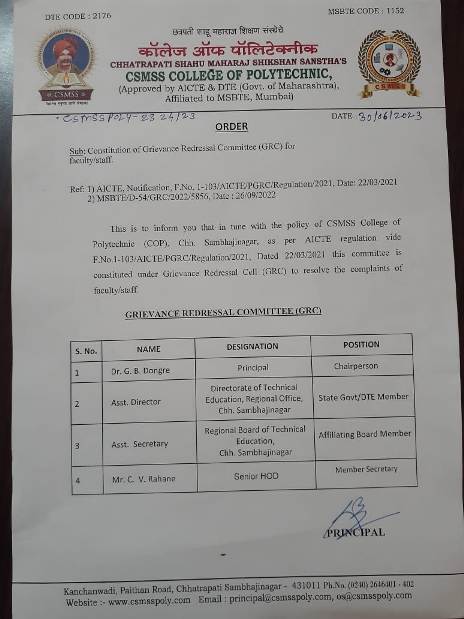 DTE CODE : 2176
MSBTE CODE : 1152
छत्रपती शाहू महाराज शिक्षण संस्थेचे
कॉलेज ऑफ पॉलिटेक्नीक
CHHATRAPATI SHAHU MAHARAJ SHIKSHAN SANSTHA'S
CSMSS COLLEGE OF POLYTECHNIC,
(Approved by AICTE & DTE (Govt. of Maharashtra),
Affiliated to MSBTE, Mumbai)
CSMSS
CSMSS
CSMSS POLY-2324/23
DATE 30/06/2023
ORDER
Sub: Constitution of Grievance Redressal Committee (GRC) for
faculty/staff.
Ref: 1) AICTE, Notification, F.No. 1-103/AICTE/PGRC/Regulation/2021, Date: 22/03/2021
2) MSBTE/D-54/GRC/2022/5856, Date : 26/09/2022
This is to inform you that in tune with the policy of CSMSS College of
Polytechnic (COP), Chh. Sambhajinagar, as per AICTE regulation vide
F.No.1-103/AICTE/PGRC/Regulation/2021, Dated 22/03/2021 this committee is
constituted under Grievance Redressal Cell (GRC) to resolve the complaints of
faculty/staff.
GRIEVANCE REDRESSAL COMMITTEE (GRC)
S. No. NAME DESIGNATION POSITION
1 Dr. G. B. Dongre Principal Chairperson
2 Asst. Director Directorate of Technical Education, Regional Office, Chh. Sambhajinagar State Govt/DTE Member
3 Asst. Secretary Regional Board of Technical Education, Chh. Sambhajinagar Affiliating Board Member
4 Mr. C. V. Rahane Senior HOD Member Secretary
PRINCIPAL
Kanchanwadi, Paithan Road, Chhatrapati Sambhajinagar - 431011 Ph.No. (0240) 2646401 - 402
Website :- www.csmsspoly.com Email : principal@csmsspoly.com, os@csmsspoly.com